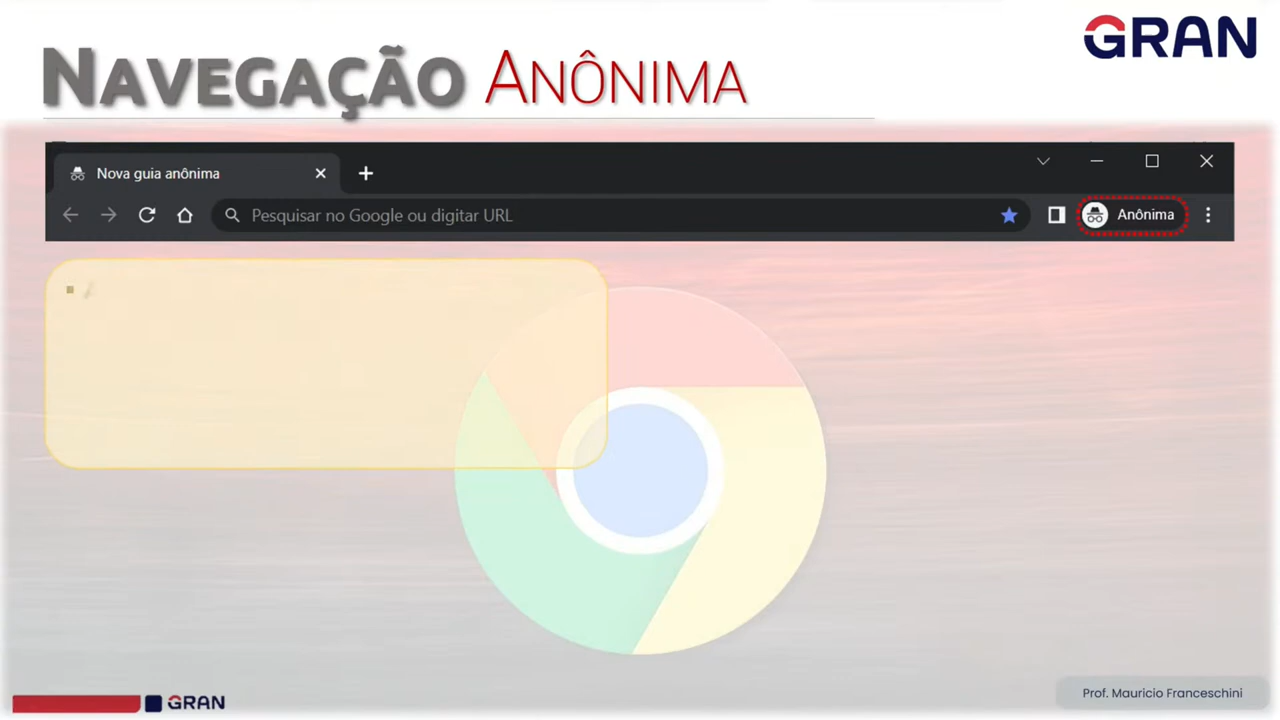 NAVEGAÇÃO ANÔNIMA
GRAN
Nova guia anônima
Pesquisar no Google ou digitar URL
Anônima
GRAN
Prof. Mauricio Franceschini